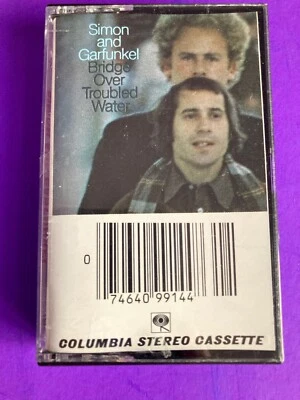 Simon
and
Garfunkel
Bridge
Over
Troubled
Water
0
74640 99144
COLUMBIA STEREO CASSETTE